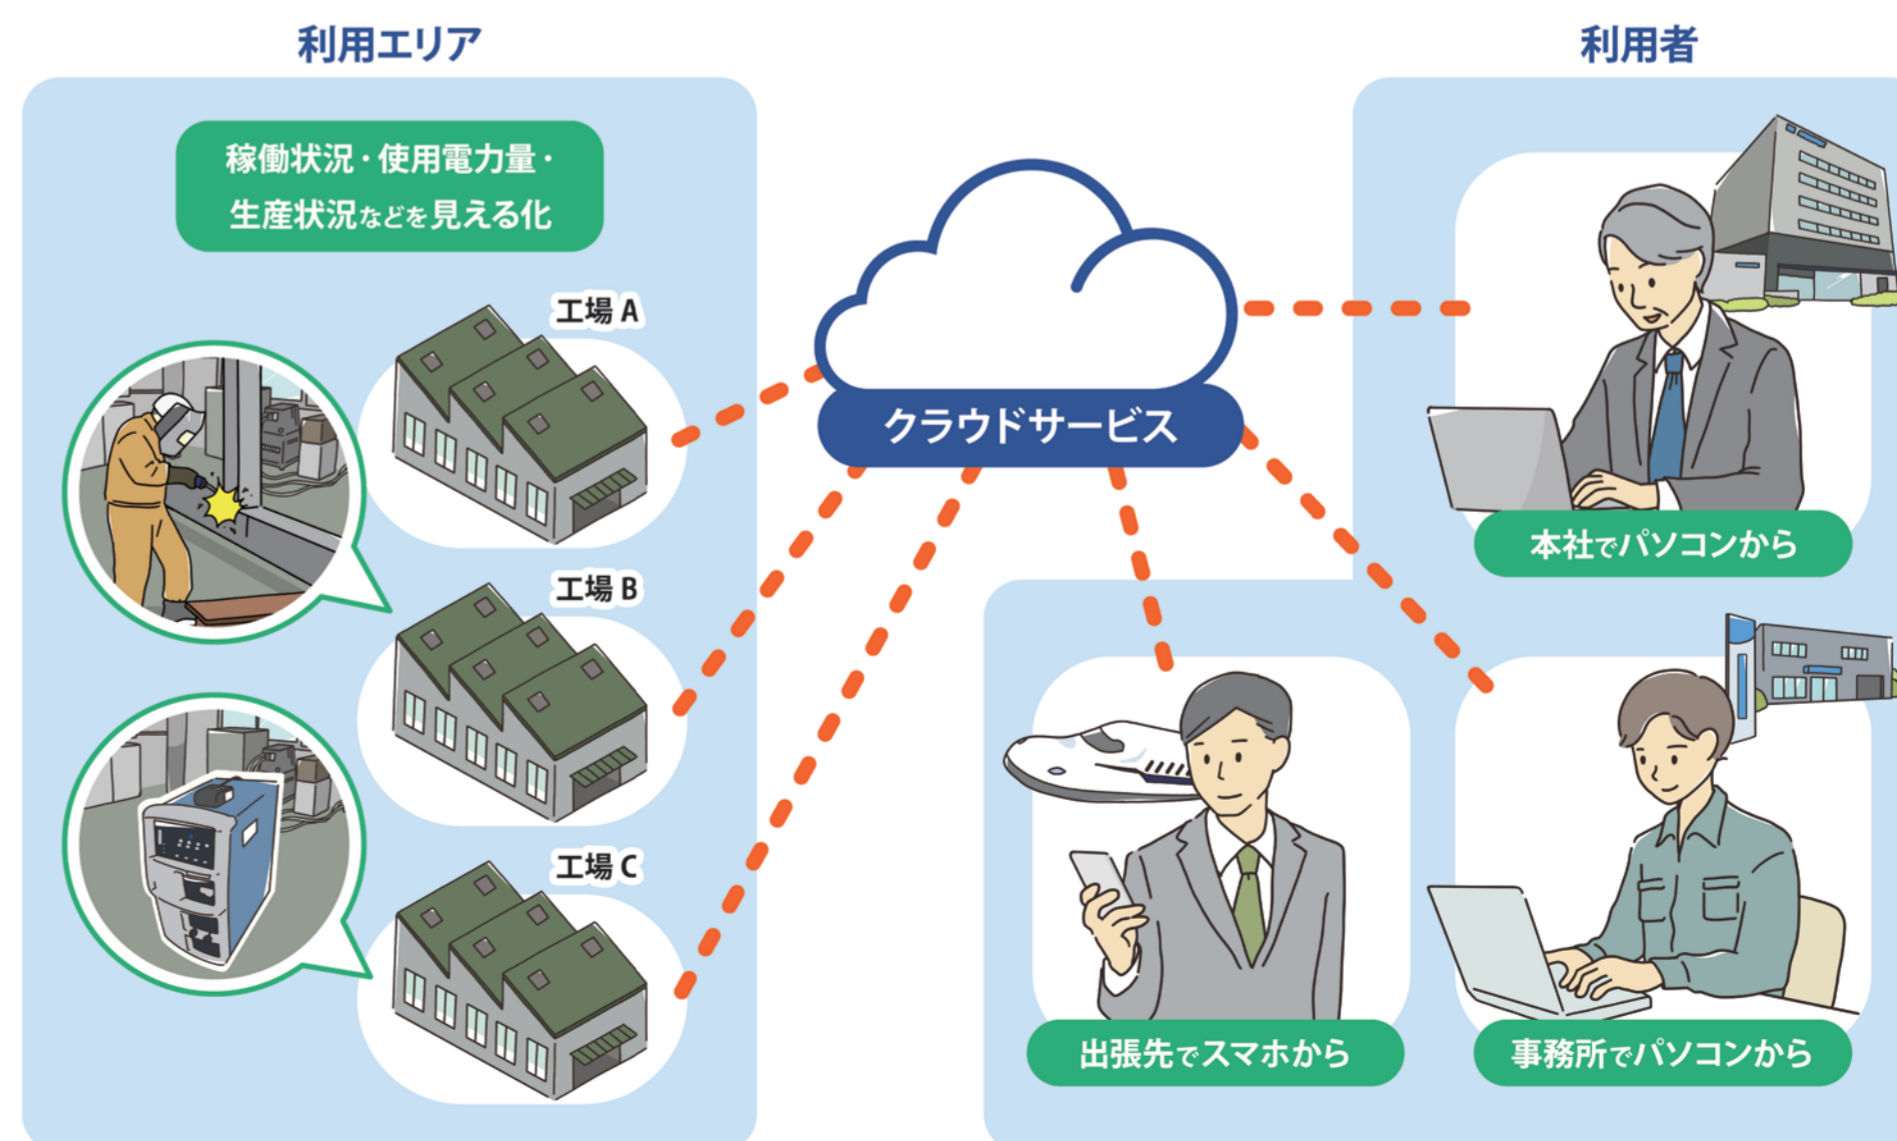 利用エリア
利用者
稼働状況・使用電力量・
生産状況などを見える化
工場 A
工場 B
工場 C
クラウドサービス
本社でパソコンから
出張先でスマホから
事務所でパソコンから